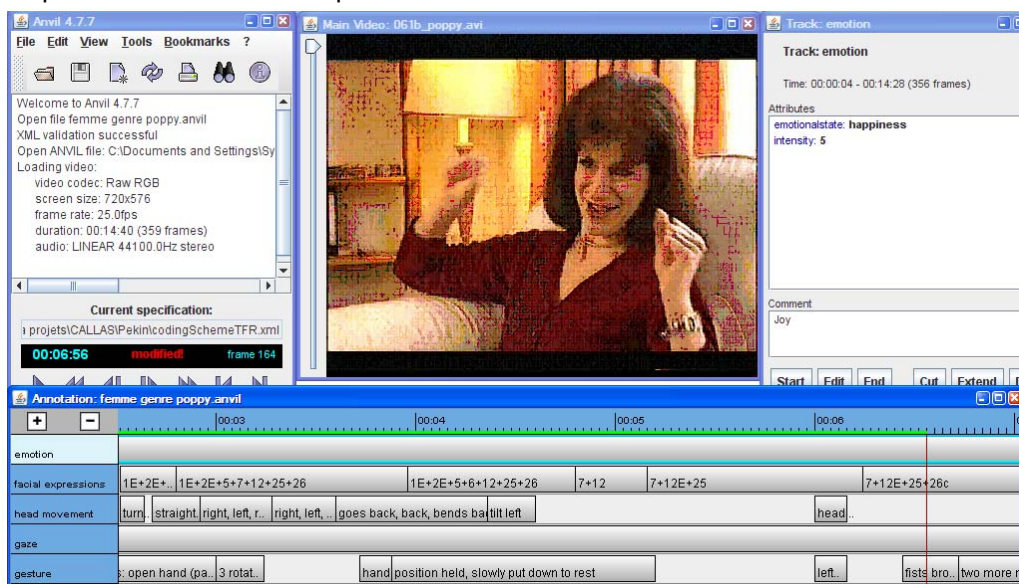 Anvil 4.7.7
File Edit View Tools Bookmarks ?
Welcome to Anvil 4.7.7
Open file femme genre poppy.anvil
XML validation successful
Open ANVIL file: C:\Documents and Settings\Sy
Loading video:
video codec: Raw RGB
screen size: 720x576
frame rate: 25.0fps
duration: 00:14:40 (359 frames)
audio: LINEAR 44100.0Hz stereo
Current specification:
projets\CALLAS\Pekin\codingSchemeTFR.xml
00:06:56 modified! frame 164
Main Video: 061b_poppy.avi
Track: emotion
Track: emotion
Time: 00:00:04 - 00:14:28 (356 frames)
Attributes
emotionalstate: happiness
intensity: 5
Comment
Joy
Start Edit End Cut Extend D
Annotation: femme genre poppy.anvil
+ - 00:03 00:04 00:05 00:06
emotion
facial expressions 1E+2E+.. 1E+2E+5+7+12+25+26 1E+2E+5+6+12+25+26 7+12 7+12E+25 7+12E+25+26c
head movement turn.. straight. right, left, r... right, left, ... goes back, back, bends ba tilt left head..
gaze
gesture s: open hand (pa.. 3 rotat.. hand position held, slowly put down to rest left.. fists bro.. two more r